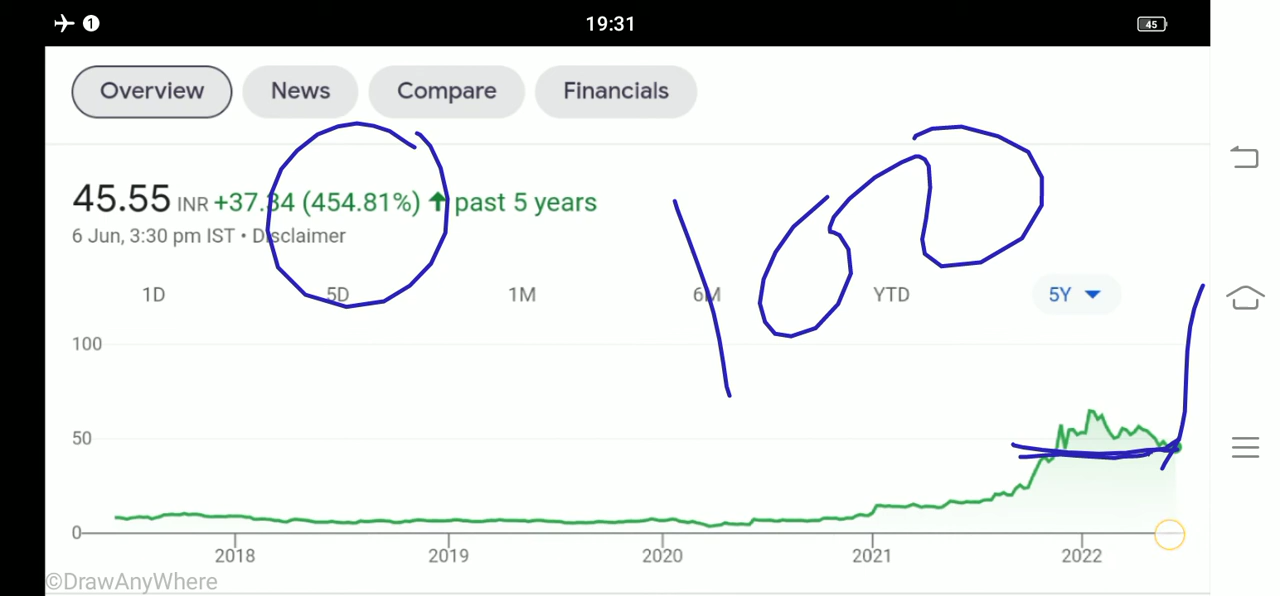 19:31
1
45
Overview News Compare Financials
45.55 INR +37.34 (454.81%) ↑ past 5 years
6 Jun, 3:30 pm IST • Disclaimer
100
1D 5D 1M 6M YTD 5Y
100
50
0
2018 2019 2020 2021 2022
©DrawAnyWhere